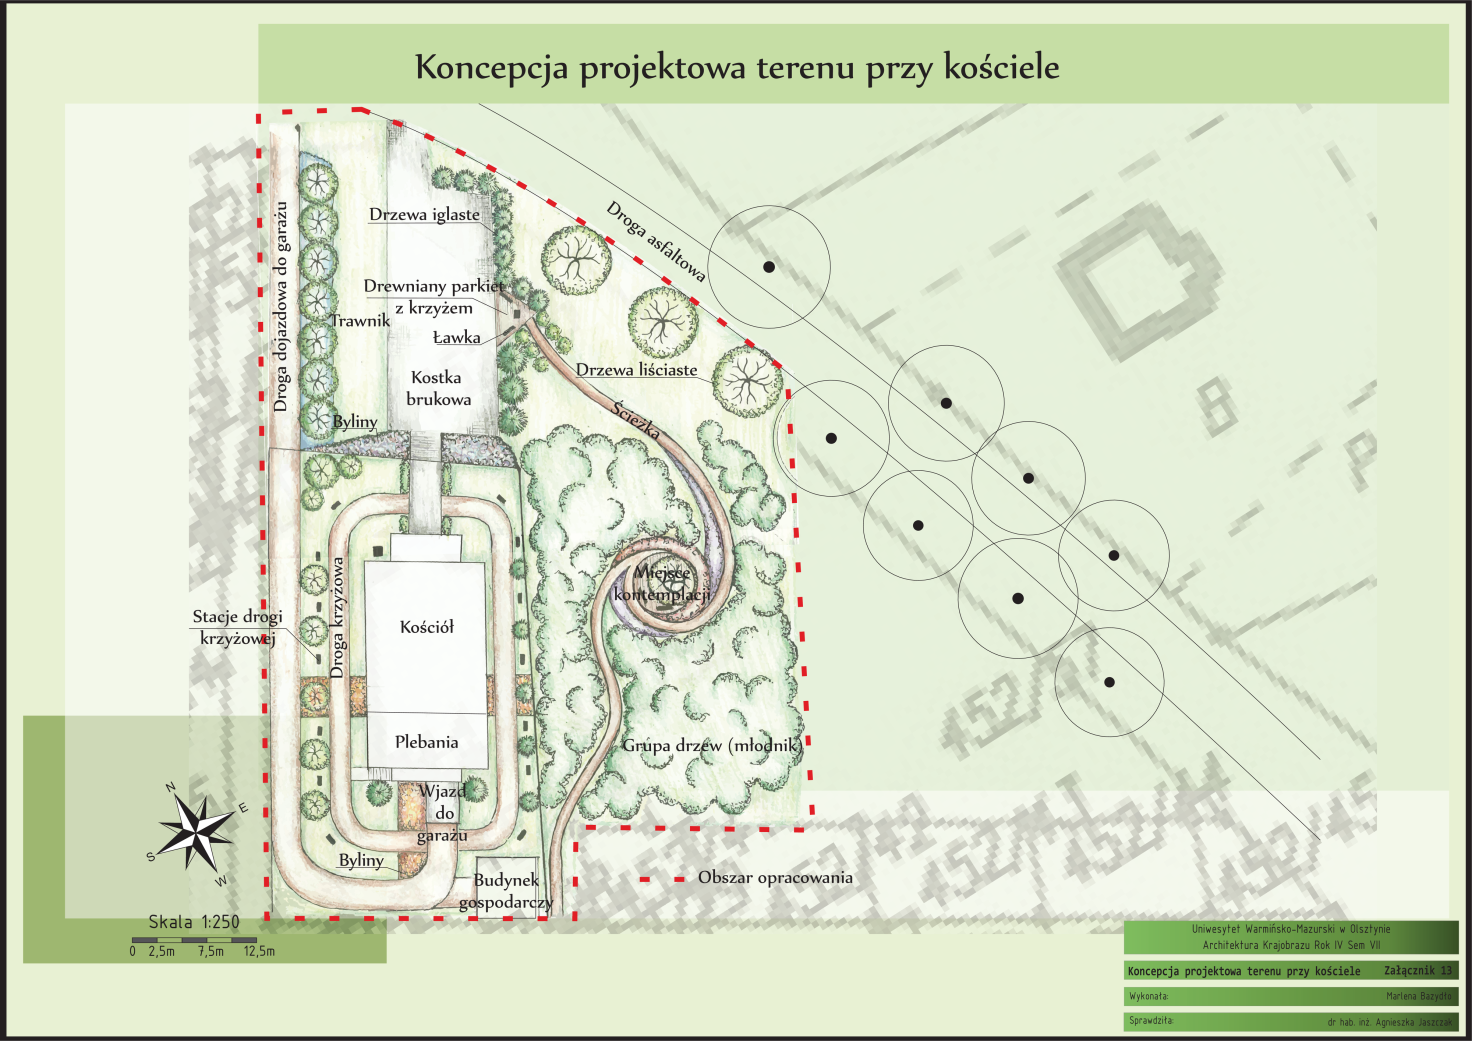 Koncepcja projektowa terenu przy kościele
Droga dojazdowa do garażu
Drzewa iglaste
Droga asfaltowa
Drewniany parkiet
z krzyżem
Trawnik
Ławka
Drzewa liściaste
Kostka
brukowa
Ścieżka
Byliny
Droga krzyżowa
Miejsce
kontemplacji
Stacje drogi
krzyżowej
Kościół
Plebania
Grupa drzew (młodnik)
Wjazd
do
garażu
Byliny
Budynek
gospodarczy
Obszar opracowania
N
E
S
W
Skala 1:250
0 2,5m 7,5m 12,5m
Uniwesytet Warmińsko-Mazurski w Olsztynie
Architektura Krajobrazu Rok IV Sem VII
Koncepcja projektowa terenu przy kościele Załącznik 13
Wykonała: Marlena Bazydło
Sprawdziła: dr hab. inż. Agnieszka Jaszczak